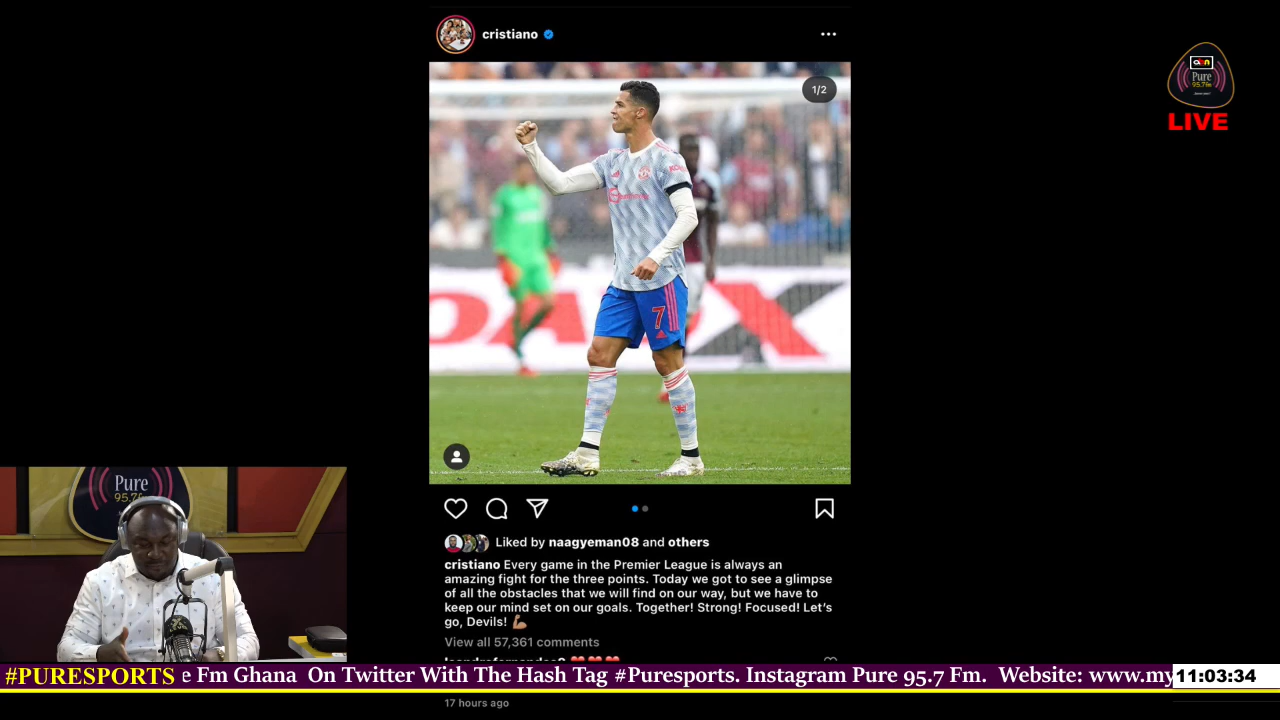 cristiano
1/2
Pure
95.7fm
LIVE
7
Pure
95.7f
Liked by naagyeman08 and others
cristiano Every game in the Premier League is always an
amazing fight for the three points. Today we got to see a glimpse
of all the obstacles that we will find on our way, but we have to
keep our mind set on our goals. Together! Strong! Focused! Let's
go, Devils! 💪🏽
View all 57,361 comments
#PURESPORTS e Fm Ghana On Twitter With The Hash Tag #Puresports. Instagram Pure 95.7 Fm. Website: www.my 11:03:34
17 hours ago